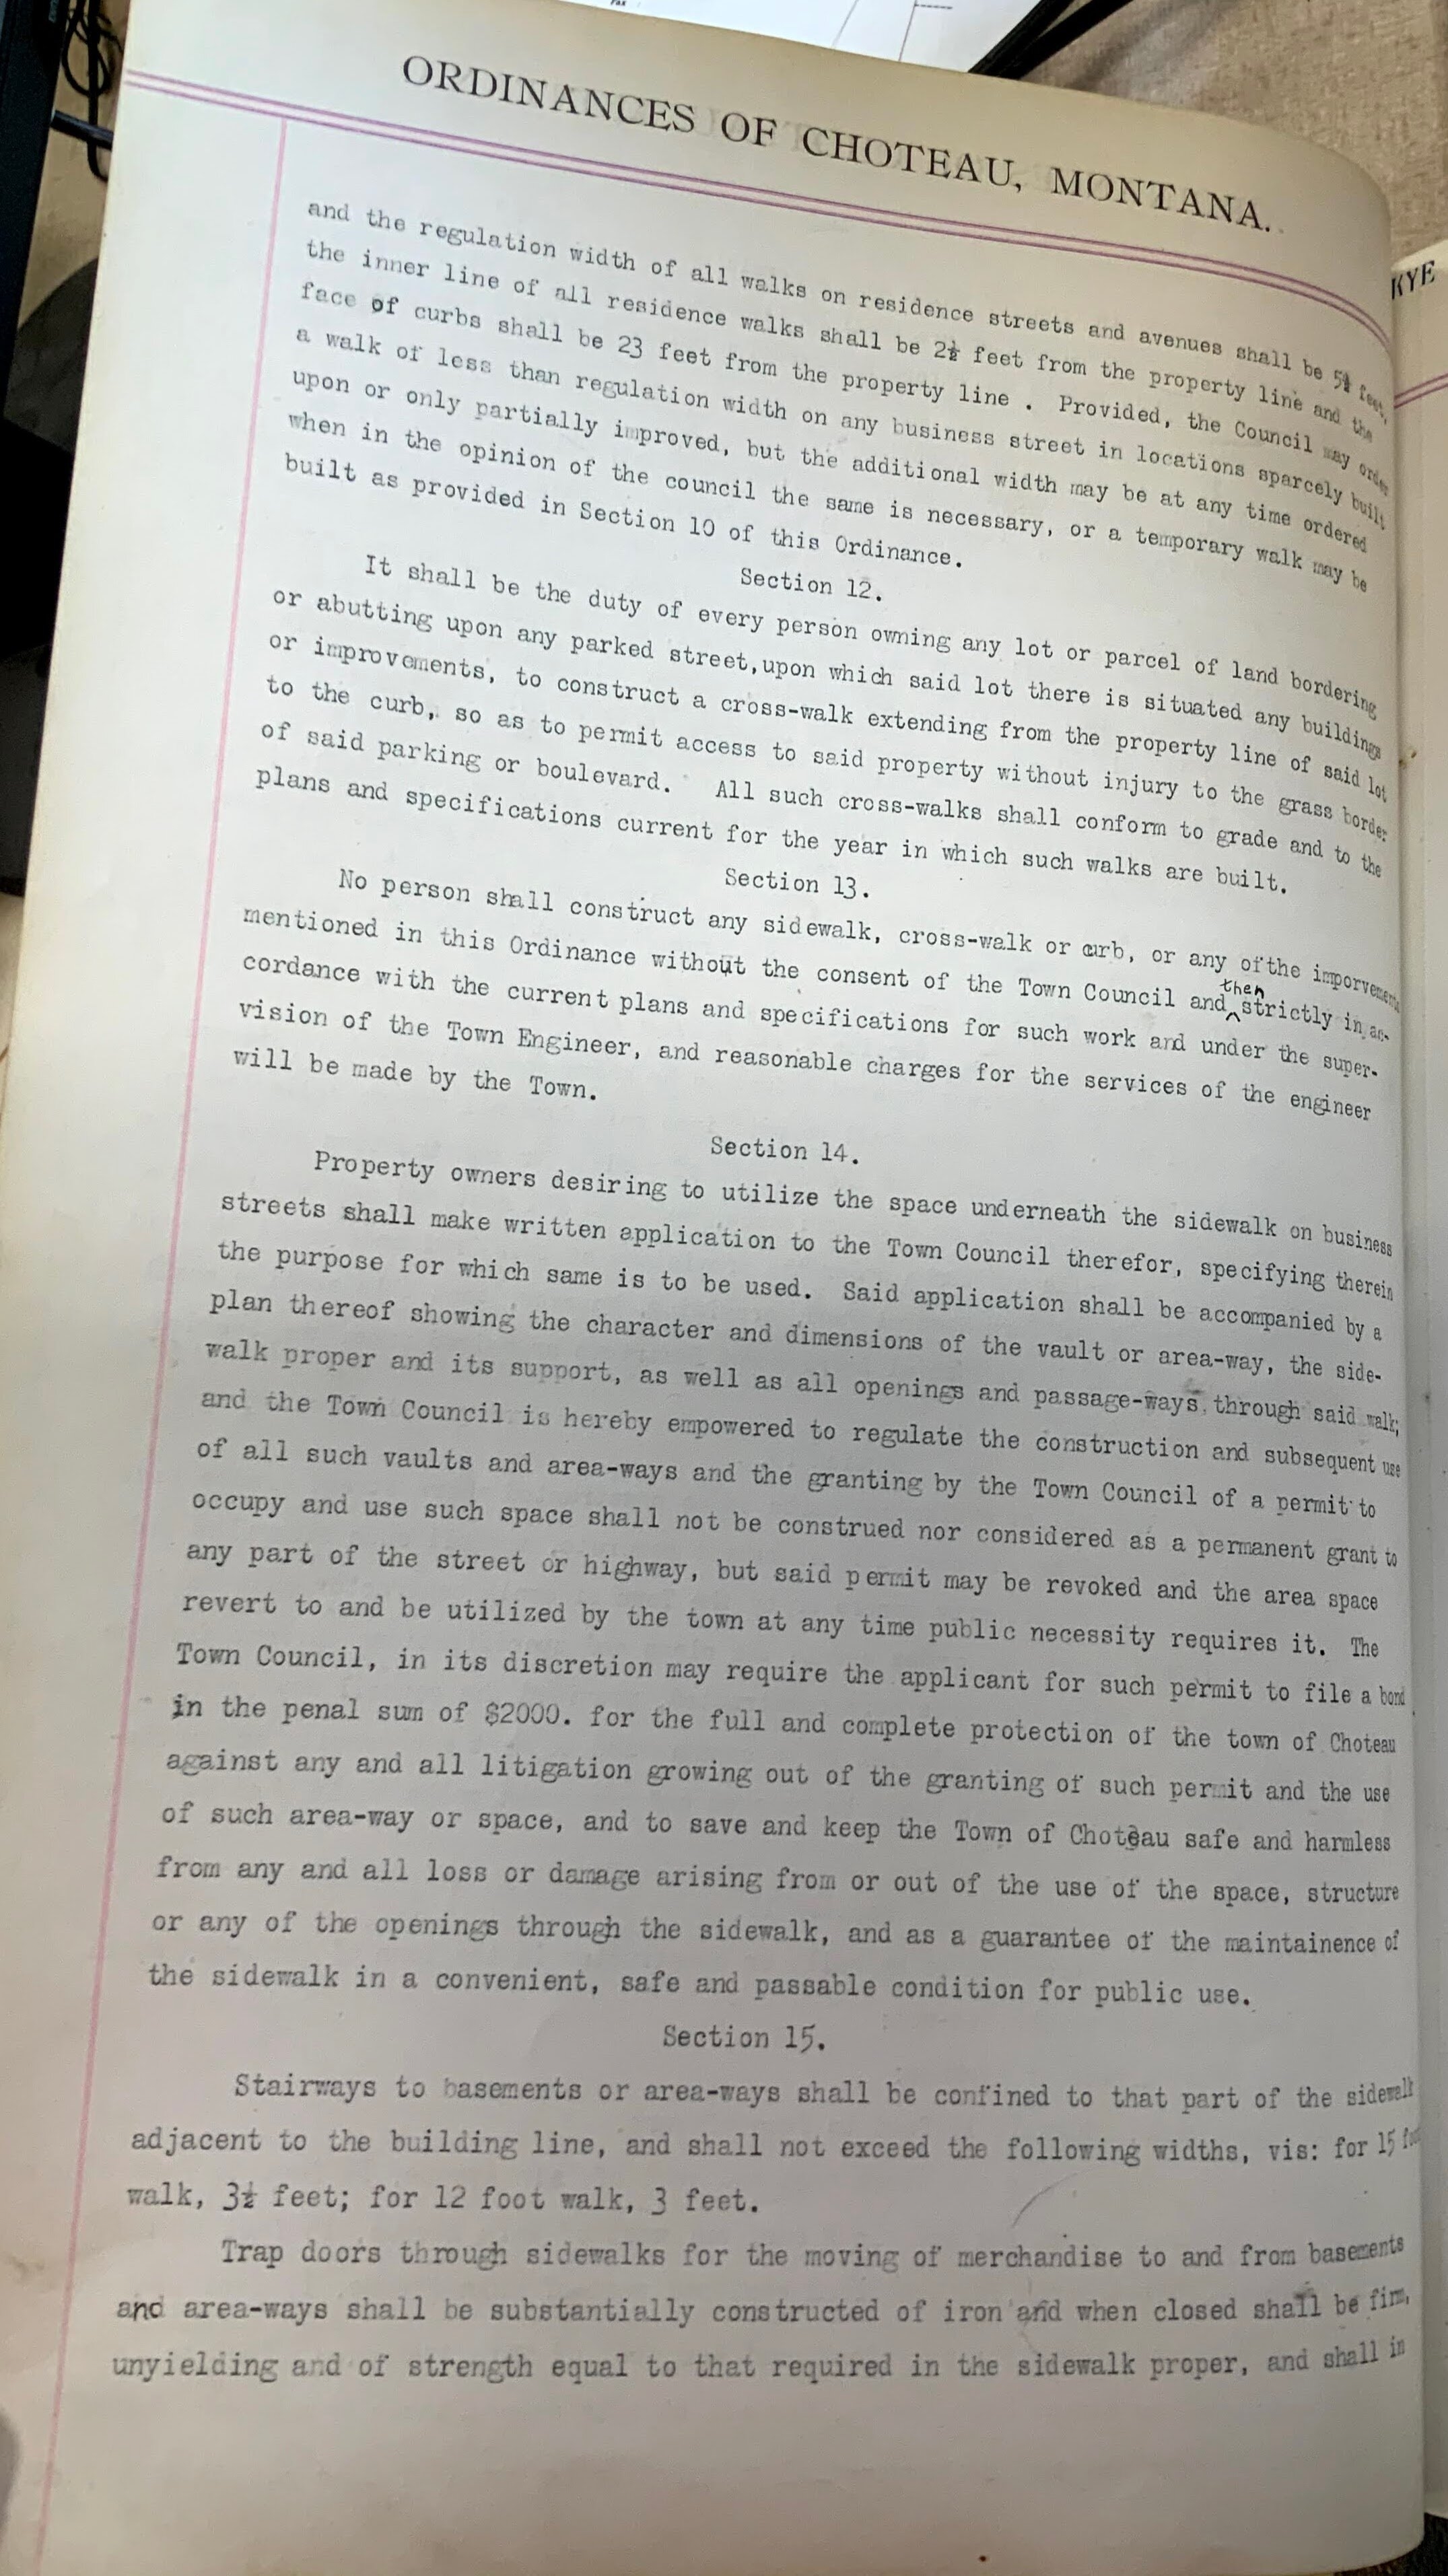 ORDINANCES OF CHOTEAU, MONTANA.
and the regulation width of all walks on residence streets and avenues shall be 5½ feet,
the inner line of all residence walks shall be 2½ feet from the property line and the
face of curbs shall be 23 feet from the property line . Provided, the Council may order
a walk of less than regulation width on any business street in locations sparcely built
upon or only partially improved, but the additional width may be at any time ordered
when in the opinion of the council the same is necessary, or a temporary walk may be
built as provided in Section 10 of this Ordinance.
Section 12.
It shall be the duty of every person owning any lot or parcel of land bordering
or abutting upon any parked street,upon which said lot there is situated any buildings
or improvements, to construct a cross-walk extending from the property line of said lot
to the curb, so as to permit access to said property without injury to the grass border
of said parking or boulevard. All such cross-walks shall conform to grade and to the
plans and specifications current for the year in which such walks are built.
Section 13.
No person shall construct any sidewalk, cross-walk or curb, or any ofthe imporvements
mentioned in this Ordinance without the consent of the Town Council and then strictly in ac-
cordance with the current plans and specifications for such work and under the super-
vision of the Town Engineer, and reasonable charges for the services of the engineer
will be made by the Town.
Section 14.
Property owners desiring to utilize the space underneath the sidewalk on business
streets shall make written application to the Town Council therefor, specifying therein
the purpose for which same is to be used. Said application shall be accompanied by a
plan thereof showing the character and dimensions of the vault or area-way, the side-
walk proper and its support, as well as all openings and passage-ways through said walk;
and the Town Council is hereby empowered to regulate the construction and subsequent use
of all such vaults and area-ways and the granting by the Town Council of a permit to
occupy and use such space shall not be construed nor considered as a permanent grant to
any part of the street or highway, but said permit may be revoked and the area space
revert to and be utilized by the town at any time public necessity requires it. The
Town Council, in its discretion may require the applicant for such permit to file a bond
in the penal sum of $2000. for the full and complete protection of the town of Choteau
against any and all litigation growing out of the granting of such permit and the use
of such area-way or space, and to save and keep the Town of Choteau safe and harmless
from any and all loss or damage arising from or out of the use of the space, structure
or any of the openings through the sidewalk, and as a guarantee of the maintainence of
the sidewalk in a convenient, safe and passable condition for public use.
Section 15.
Stairways to basements or area-ways shall be confined to that part of the sidewalk
adjacent to the building line, and shall not exceed the following widths, vis: for 15 foot
walk, 3½ feet; for 12 foot walk, 3 feet.
Trap doors through sidewalks for the moving of merchandise to and from basements
and area-ways shall be substantially constructed of iron and when closed shall be firm,
unyielding and of strength equal to that required in the sidewalk proper, and shall in
KYE
Fax